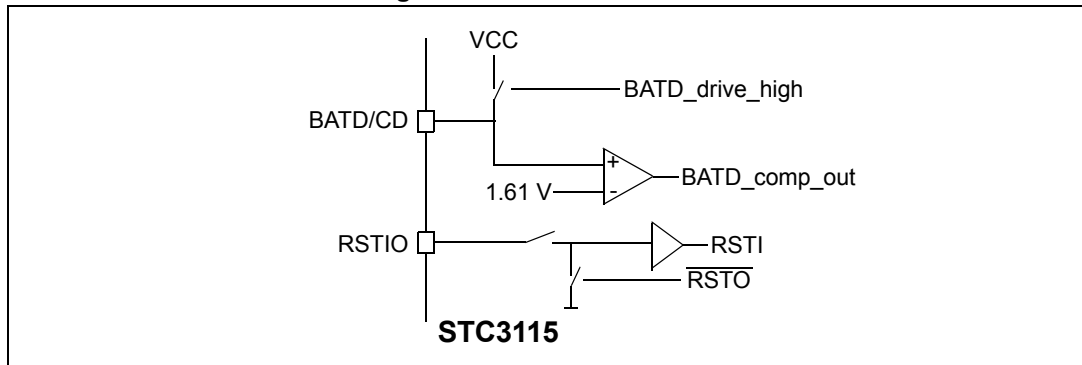 VCC
BATD_drive_high
BATD/CD
+
BATD_comp_out
1.61 V
-
RSTIO
RSTI
RSTO
STC3115